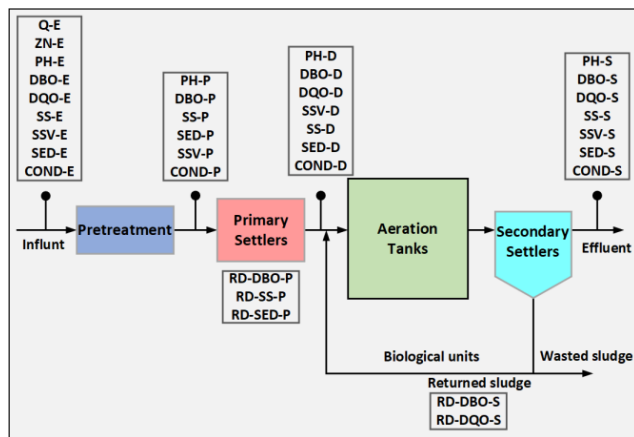 Q-E
ZN-E
PH-E
DBO-E
DQO-E
SS-E
SSV-E
SED-E
COND-E
PH-P
DBO-P
SS-P
SED-P
SSV-P
COND-P
PH-D
DBO-D
DQO-D
SSV-D
SS-D
SED-D
COND-D
PH-S
DBO-S
DQO-S
SS-S
SSV-S
SED-S
COND-S
Influnt
Pretreatment
Primary
Settlers
Aeration
Tanks
Secondary
Settlers
Effluent
RD-DBO-P
RD-SS-P
RD-SED-P
Biological units
Wasted sludge
Returned sludge
RD-DBO-S
RD-DQO-S